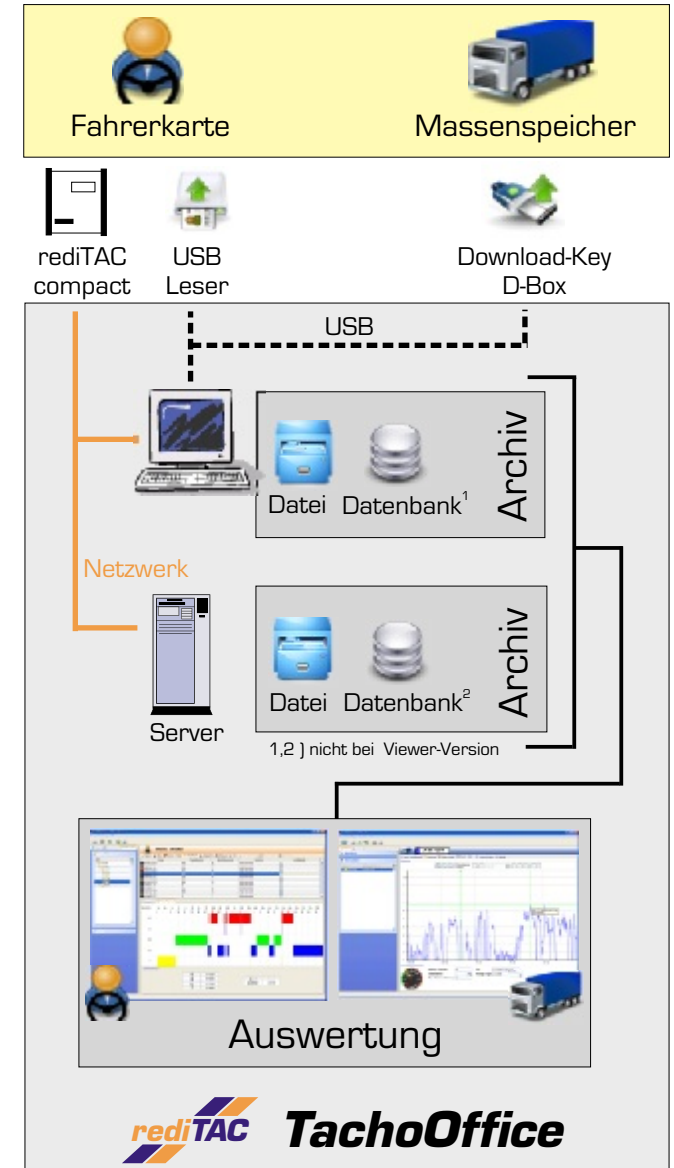 Fahrerkarte
Massenspeicher
rediTAC
compact
USB
Leser
Download-Key
D-Box
USB
Datei
Datenbank¹
Archiv
Netzwerk
Datei
Datenbank²
Archiv
Server
1,2 ) nicht bei Viewer-Version
Auswertung
rediTAC
TachoOffice